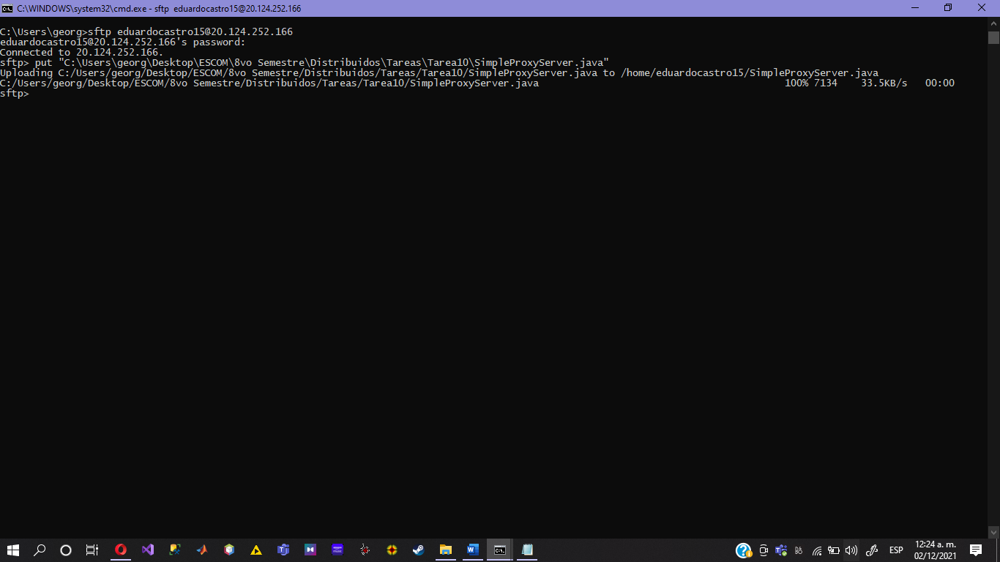 C:\WINDOWS\system32\cmd.exe - sftp  eduardocastro15@20.124.252.166
C:\Users\georg>sftp eduardocastro15@20.124.252.166
eduardocastro15@20.124.252.166's password:
Connected to 20.124.252.166.
sftp> put "C:\Users\georg\Desktop\ESCOM\8vo Semestre\Distribuidos\Tareas\Tarea10\SimpleProxyServer.java"
Uploading C:/Users/georg/Desktop/ESCOM/8vo Semestre/Distribuidos/Tareas/Tarea10/SimpleProxyServer.java to /home/eduardocastro15/SimpleProxyServer.java
C:/Users/georg/Desktop/ESCOM/8vo Semestre/Distribuidos/Tareas/Tarea10/SimpleProxyServer.java 100% 7134 33.5KB/s 00:00
sftp>
ESP
12:24 a. m.
02/12/2021